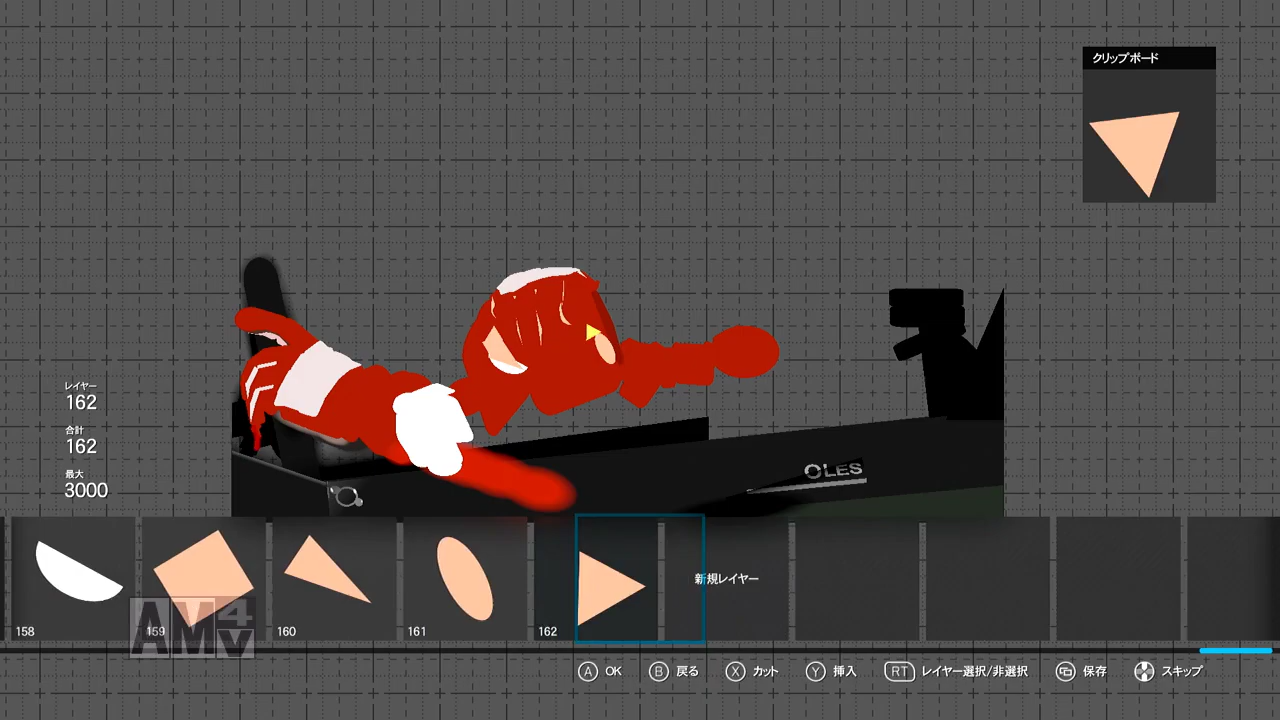 クリップボード
レイヤー
162
合計
162
最大
3000
OLES
158
159
160
161
162
新規レイヤー
AM4V
A OK
B 戻る
X カット
Y 挿入
RT レイヤー選択/非選択
保存
スキップ